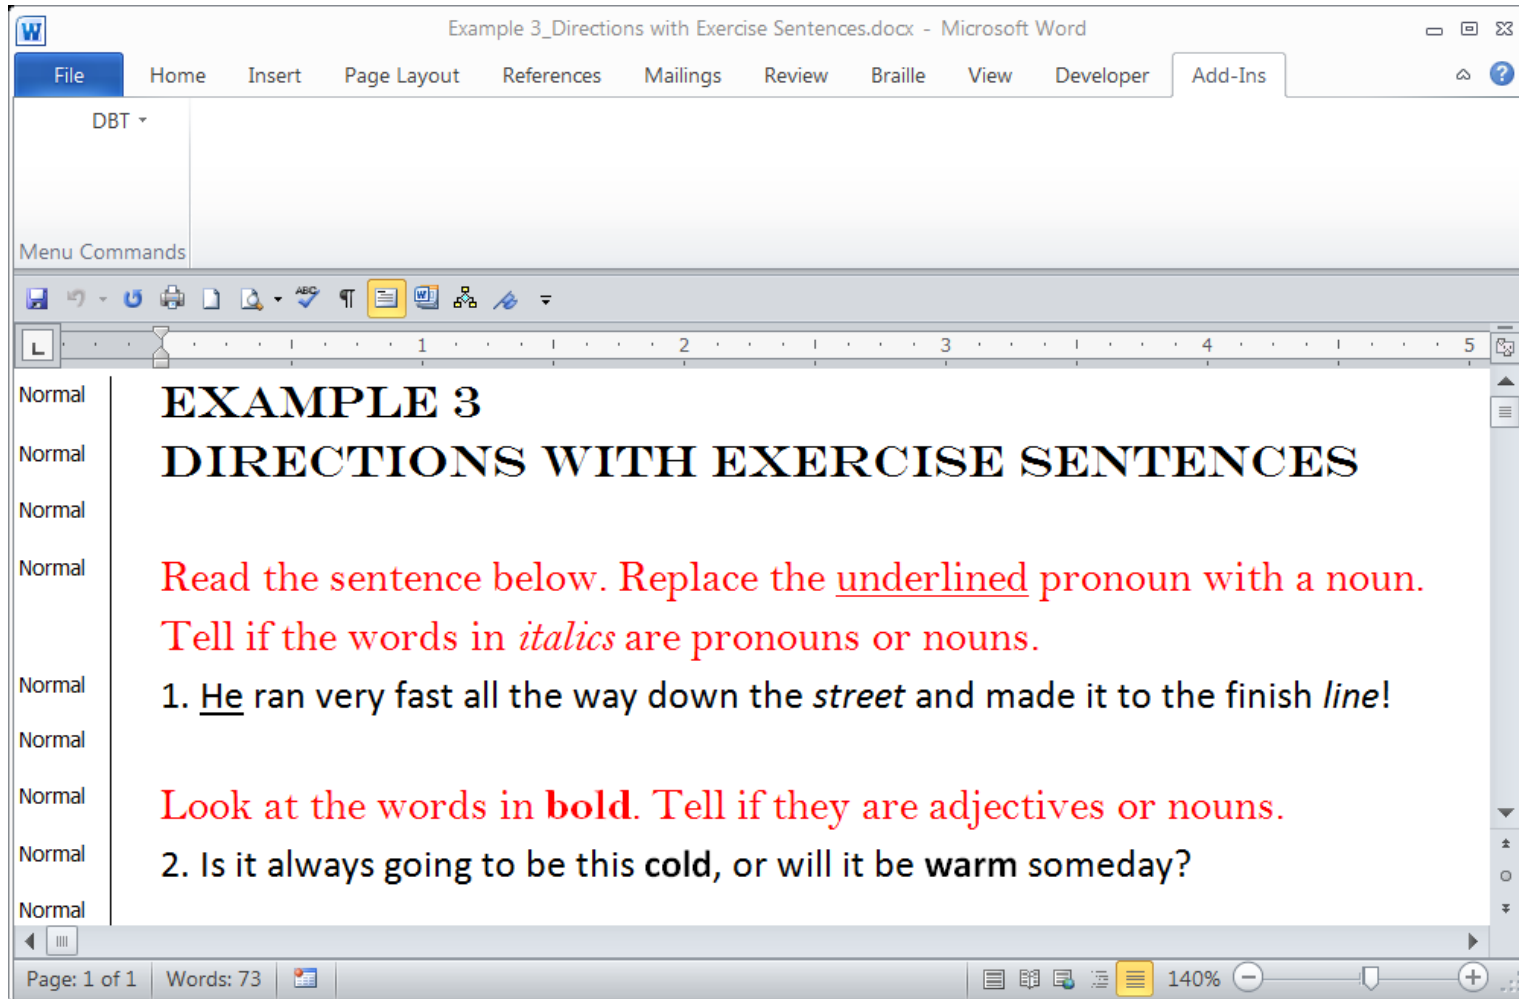 Example 3_Directions with Exercise Sentences.docx - Microsoft Word
File Home Insert Page Layout References Mailings Review Braille View Developer Add-Ins
DBT
Menu Commands
ABC
L 1 2 3 4 5
Normal EXAMPLE 3
Normal DIRECTIONS WITH EXERCISE SENTENCES
Normal
Normal Read the sentence below. Replace the underlined pronoun with a noun.
Tell if the words in italics are pronouns or nouns.
Normal 1. He ran very fast all the way down the street and made it to the finish line!
Normal
Normal Look at the words in bold. Tell if they are adjectives or nouns.
Normal 2. Is it always going to be this cold, or will it be warm someday?
Normal
Page: 1 of 1 Words: 73 140%